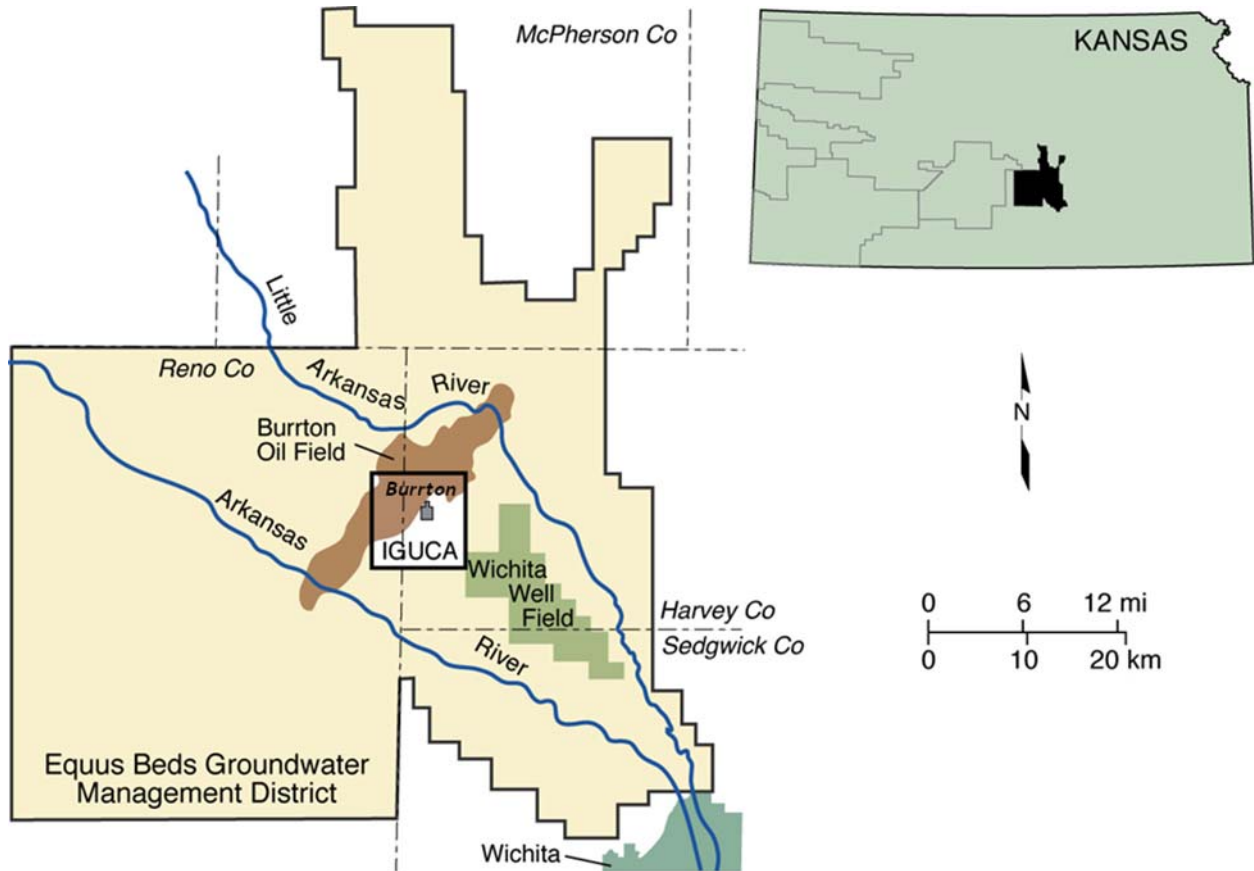 McPherson Co
KANSAS
Little
Arkansas
River
Reno Co
Burrton
Oil Field
N
Burrton
IGUCA
Arkansas
River
Wichita
Well
Field
Harvey Co
Sedgwick Co
0 6 12 mi
0 10 20 km
Equus Beds Groundwater
Management District
Wichita